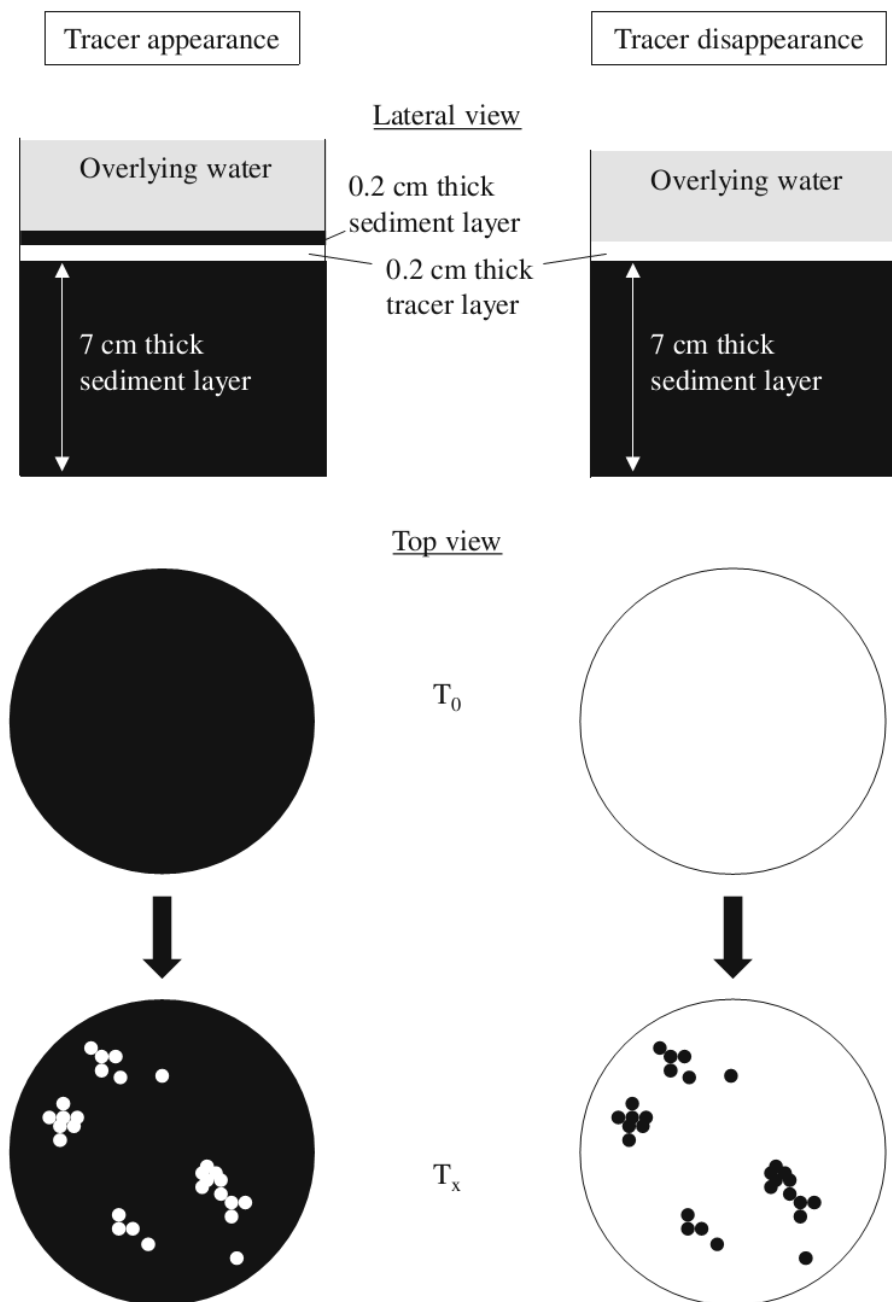 Tracer appearance
Tracer disappearance
Lateral view
Overlying water
0.2 cm thick
sediment layer
Overlying water
0.2 cm thick
tracer layer
7 cm thick
sediment layer
7 cm thick
sediment layer
Top view
T0
Tx